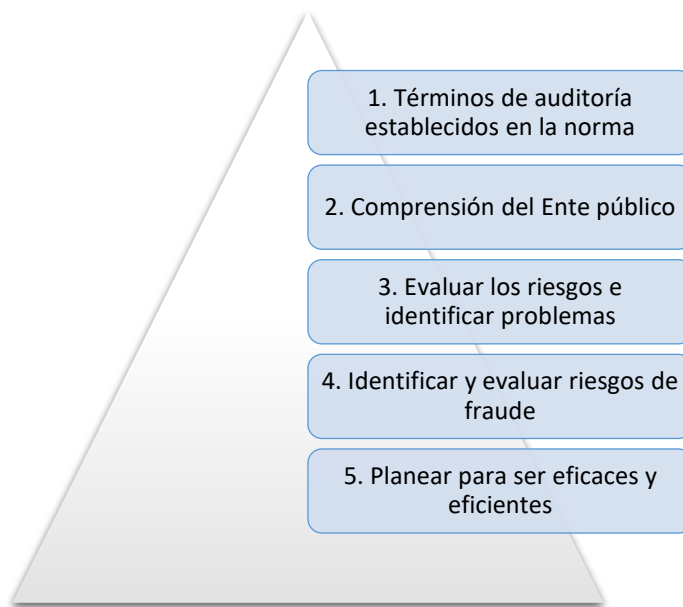 1. Términos de auditoría
establecidos en la norma
2. Comprensión del Ente público
3. Evaluar los riesgos e
identificar problemas
4. Identificar y evaluar riesgos de
fraude
5. Planear para ser eficaces y
eficientes